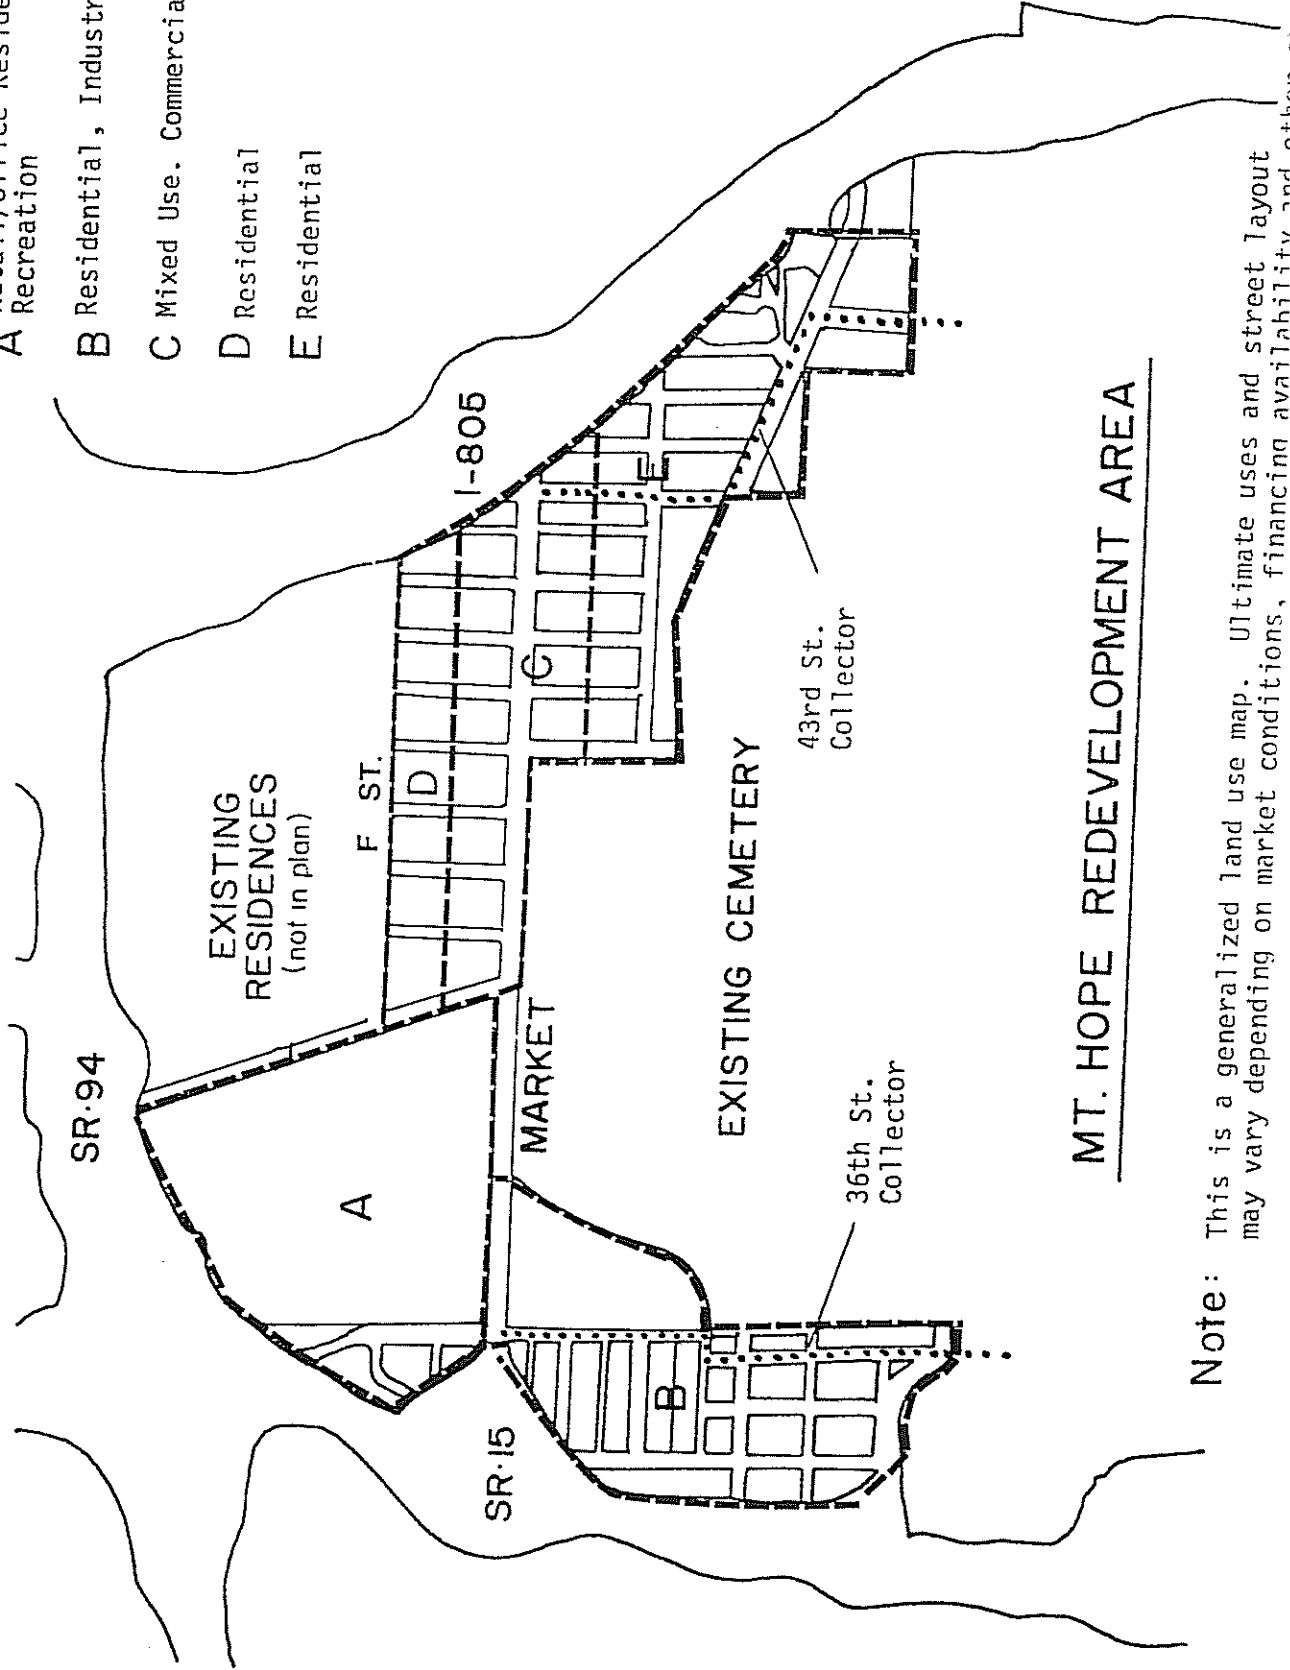 A
Recreation
B Residential, Industr
C Mixed Use. Commercia
D Residential
E Residential
SR·94
EXISTING
RESIDENCES
(not in plan)
F ST.
I-805
A
D
C
E
MARKET
SR·15
B
EXISTING CEMETERY
43rd St.
Collector
36th St.
Collector
MT. HOPE REDEVELOPMENT AREA
Note: This is a generalized land use map. Ultimate uses and street layout
may vary depending on market conditions, financing availability and other